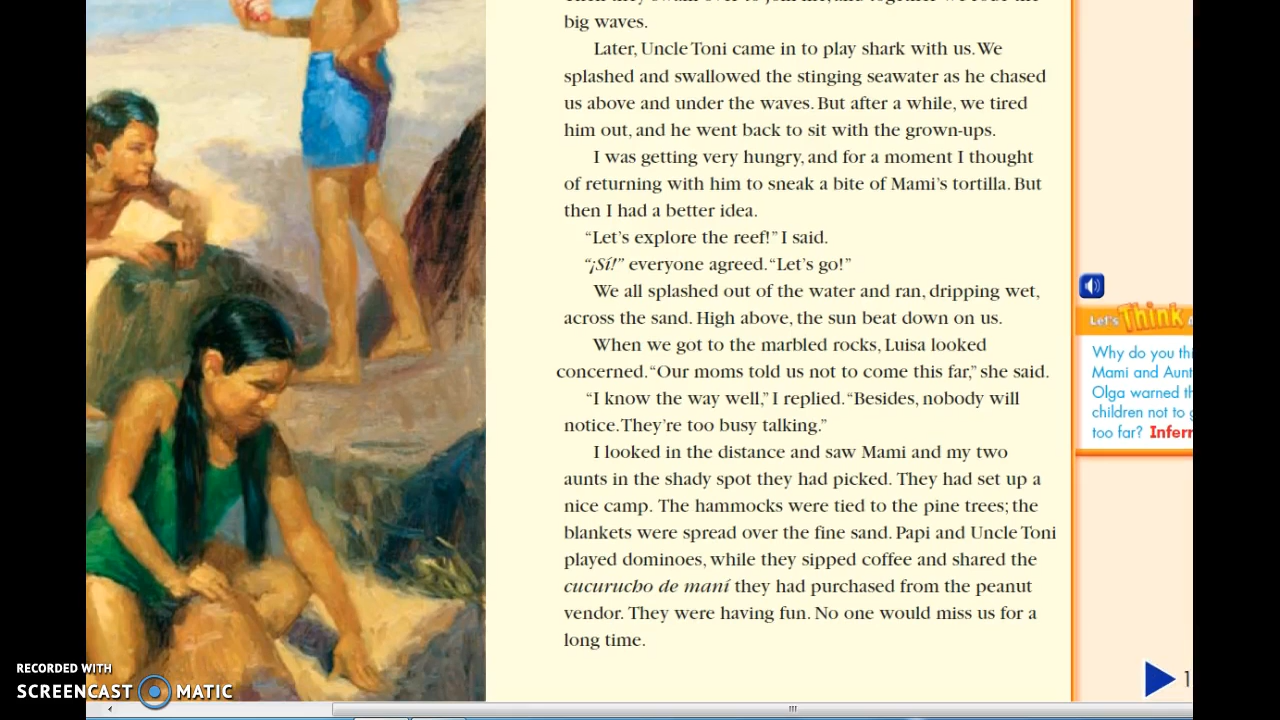 big waves.
Later, Uncle Toni came in to play shark with us. We
splashed and swallowed the stinging seawater as he chased
us above and under the waves. But after a while, we tired
him out, and he went back to sit with the grown-ups.
I was getting very hungry, and for a moment I thought
of returning with him to sneak a bite of Mami's tortilla. But
then I had a better idea.
"Let's explore the reef!" I said.
"¡Sí!" everyone agreed. "Let's go!"
We all splashed out of the water and ran, dripping wet,
across the sand. High above, the sun beat down on us.
When we got to the marbled rocks, Luisa looked
concerned. "Our moms told us not to come this far," she said.
"I know the way well," I replied. "Besides, nobody will
notice. They're too busy talking."
I looked in the distance and saw Mami and my two
aunts in the shady spot they had picked. They had set up a
nice camp. The hammocks were tied to the pine trees; the
blankets were spread over the fine sand. Papi and Uncle Toni
played dominoes, while they sipped coffee and shared the
cucurucho de maní they had purchased from the peanut
vendor. They were having fun. No one would miss us for a
long time.
Let's Think
Why do you thi
Mami and Aunt
Olga warned th
children not to g
too far? Infern
1
RECORDED WITH
SCREENCAST MATIC